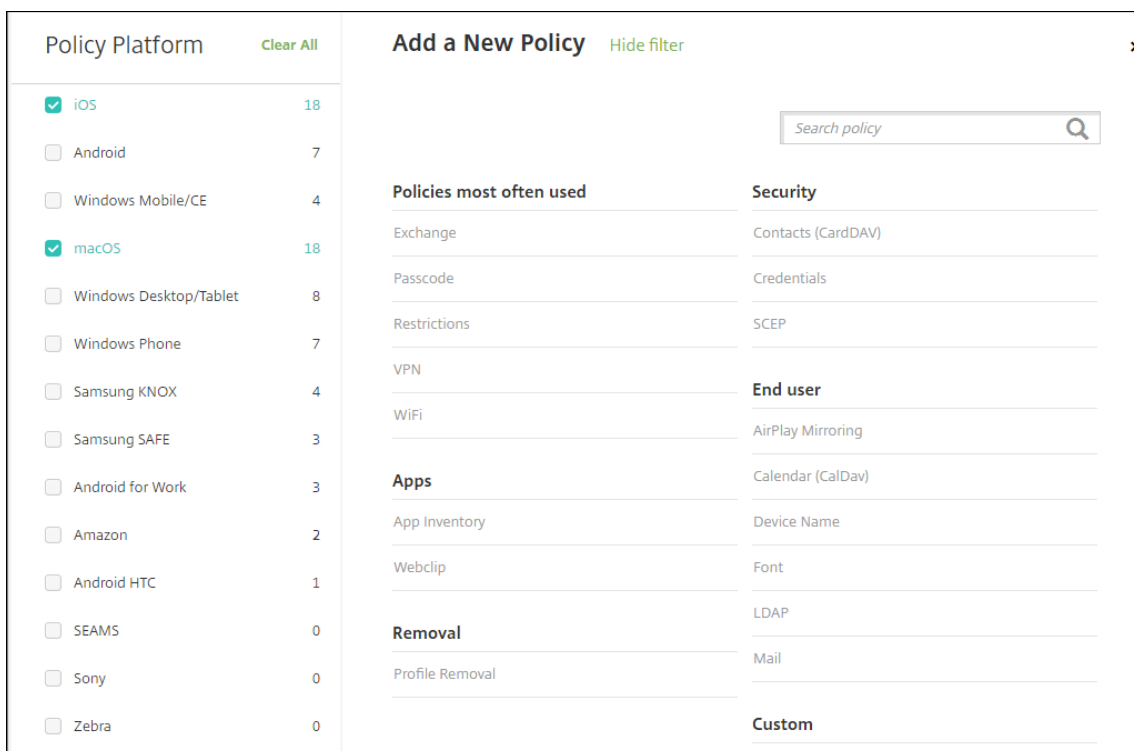 Policy Platform
Clear All
iOS 18
Android 7
Windows Mobile/CE 4
macOS 18
Windows Desktop/Tablet 8
Windows Phone 7
Samsung KNOX 4
Samsung SAFE 3
Android for Work 3
Amazon 2
Android HTC 1
SEAMS 0
Sony 0
Zebra 0
Add a New Policy
Hide filter
Search policy
Policies most often used
Exchange
Passcode
Restrictions
VPN
WiFi
Apps
App Inventory
Webclip
Removal
Profile Removal
Security
Contacts (CardDAV)
Credentials
SCEP
End user
AirPlay Mirroring
Calendar (CalDav)
Device Name
Font
LDAP
Mail
Custom